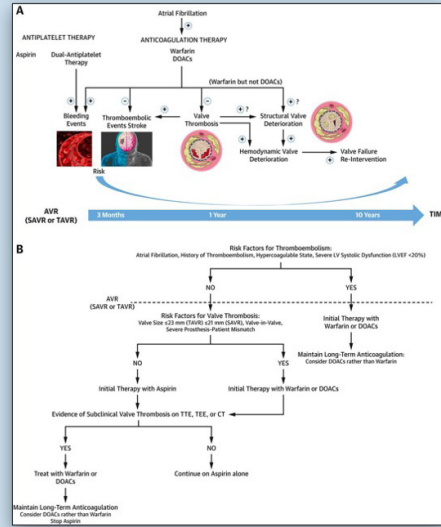 A
Atrial Fibrillation
ANTIPLATELET THERAPY
ANTICOAGULATION THERAPY
Aspirin
Dual-Antiplatelet
Therapy
Warfarin
DOACs
(Warfarin but not DOACs)
+
+
+
-
-
+ ?
Bleeding
Events
Thromboembolic
Events Stroke
+
Valve
Thrombosis
+ ?
Structural Valve
Deterioration
+
+
Hemodynamic Valve
Deterioration
+
Valve Failure
Re-Intervention
Risk
AVR
(SAVR or TAVR)
3 Months
1 Year
10 Years
TIM
B
Risk Factors for Thromboembolism:
Atrial Fibrillation, History of Thromboembolism, Hypercoagulable State, Severe LV Systolic Dysfunction (LVEF <20%)
NO
YES
AVR
(SAVR or TAVR)
Risk Factors for Valve Thrombosis:
Valve Size ≤23 mm (TAVR) ≤21 mm (SAVR), Valve-in-Valve,
Severe Prosthesis-Patient Mismatch
Initial Therapy with
Warfarin or DOACs
Maintain Long-Term Anticoagulation:
Consider DOACs rather than Warfarin
NO
YES
Initial Therapy with Aspirin
Initial Therapy with Warfarin or DOACs
Evidence of Subclinical Valve Thrombosis on TTE, TEE, or CT
YES
NO
Treat with Warfarin or
DOACs
Continue on Aspirin alone
Maintain Long-Term Anticoagulation
Consider DOACs rather than Warfarin
Stop Aspirin